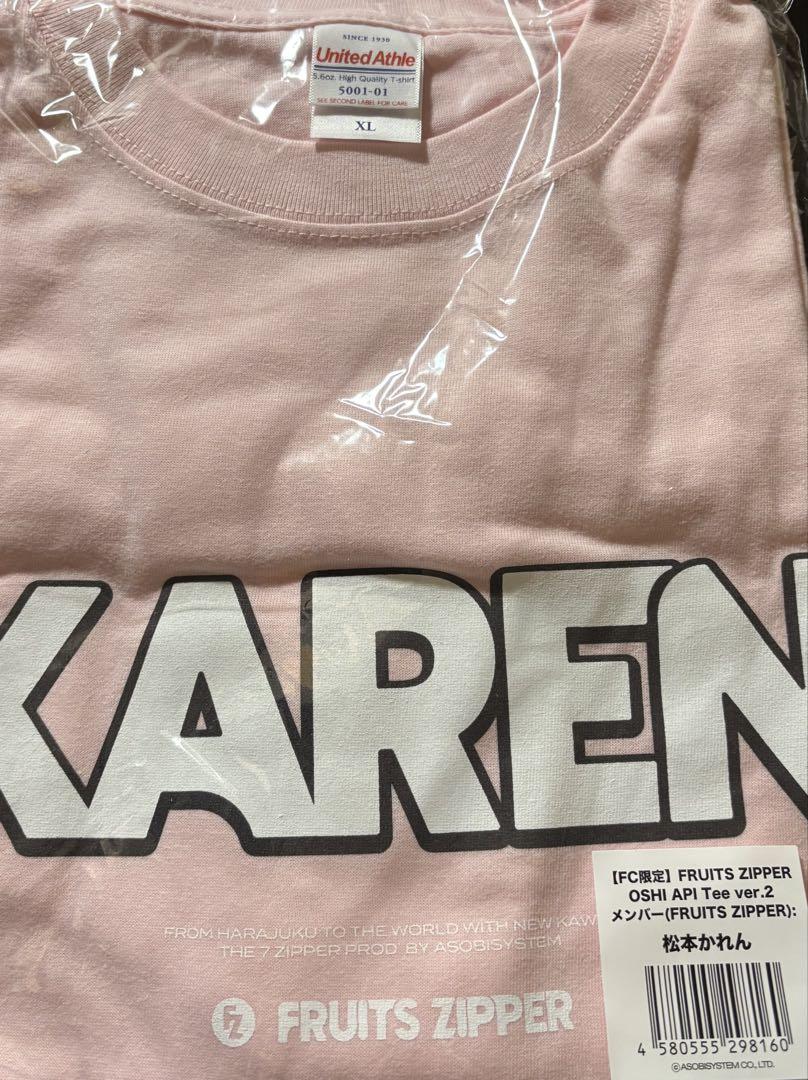 SINCE 1930
United Athle
5.6oz. High Quality T-shirt
5001-01
SEE SECOND LABEL FOR CARE
XL
KAREN
FROM HARAJUKU TO THE WORLD WITH NEW KAW
THE 7 ZIPPER PROD. BY ASOBISYSTEM
FZ FRUITS ZIPPER
【FC限定】FRUITS ZIPPER
OSHI API Tee ver.2
メンバー(FRUITS ZIPPER):
松本かれん
4 580555 298160
©ASOBISYSTEM CO., LTD.